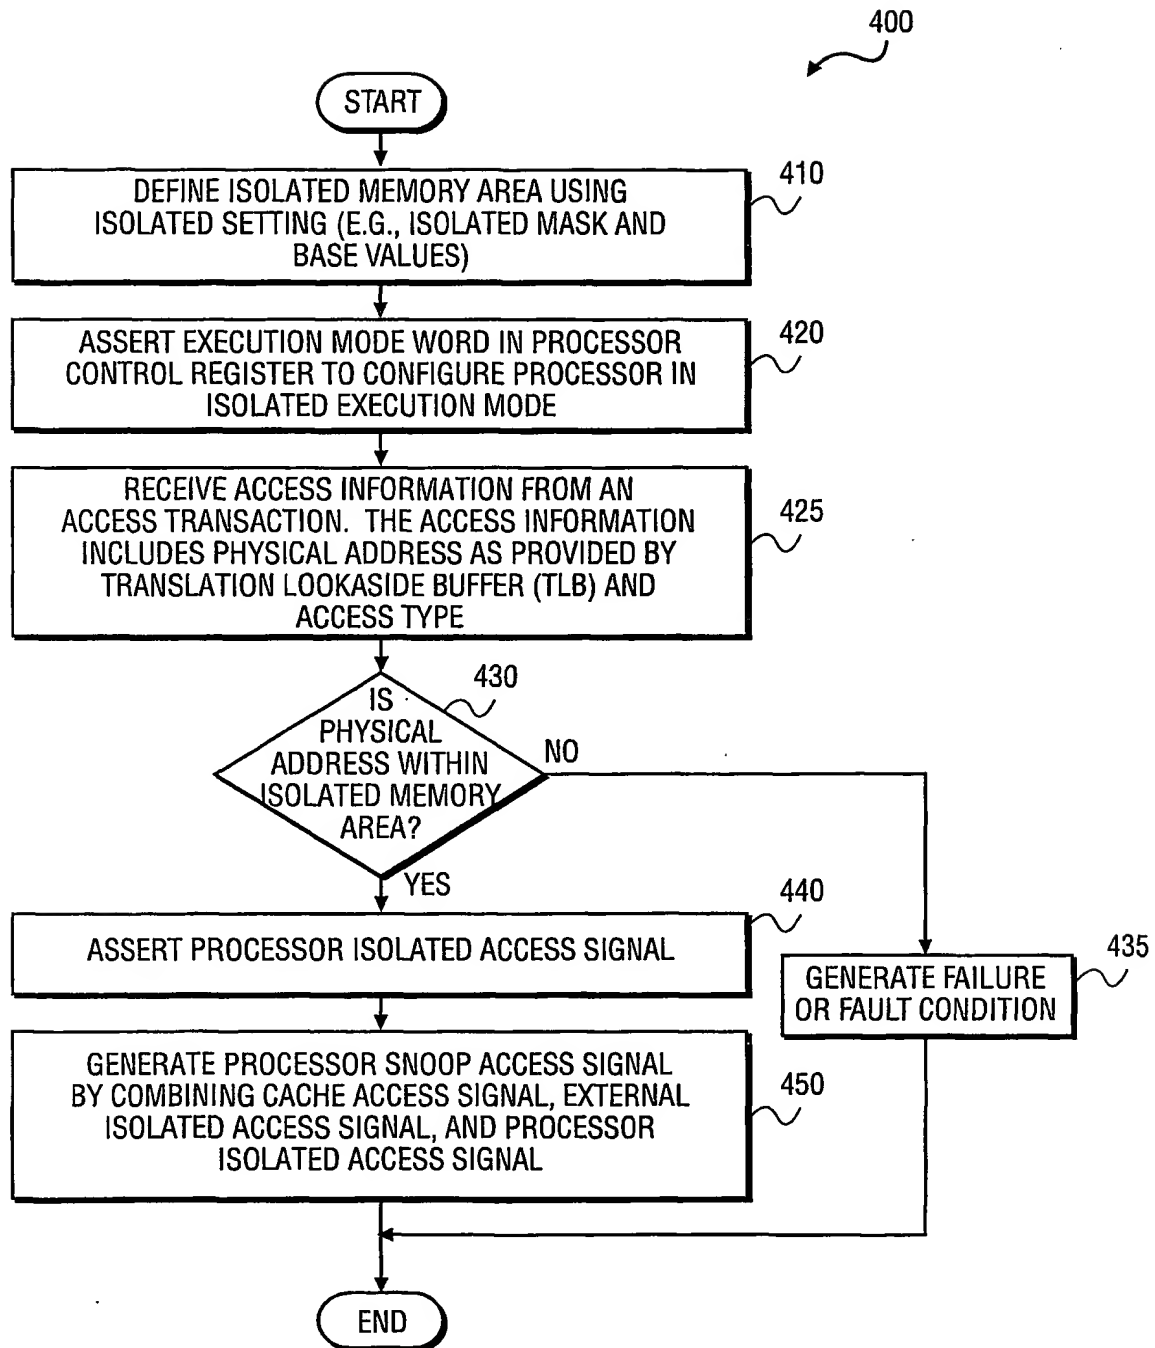 400
START
DEFINE ISOLATED MEMORY AREA USING
ISOLATED SETTING (E.G., ISOLATED MASK AND
BASE VALUES)
410
ASSERT EXECUTION MODE WORD IN PROCESSOR
CONTROL REGISTER TO CONFIGURE PROCESSOR IN
ISOLATED EXECUTION MODE
420
RECEIVE ACCESS INFORMATION FROM AN
ACCESS TRANSACTION. THE ACCESS INFORMATION
INCLUDES PHYSICAL ADDRESS AS PROVIDED BY
TRANSLATION LOOKASIDE BUFFER (TLB) AND
ACCESS TYPE
425
430
IS
PHYSICAL
ADDRESS WITHIN
ISOLATED MEMORY
AREA?
NO
YES
440
ASSERT PROCESSOR ISOLATED ACCESS SIGNAL
435
GENERATE FAILURE
OR FAULT CONDITION
GENERATE PROCESSOR SNOOP ACCESS SIGNAL
BY COMBINING CACHE ACCESS SIGNAL, EXTERNAL
ISOLATED ACCESS SIGNAL, AND PROCESSOR
ISOLATED ACCESS SIGNAL
450
END